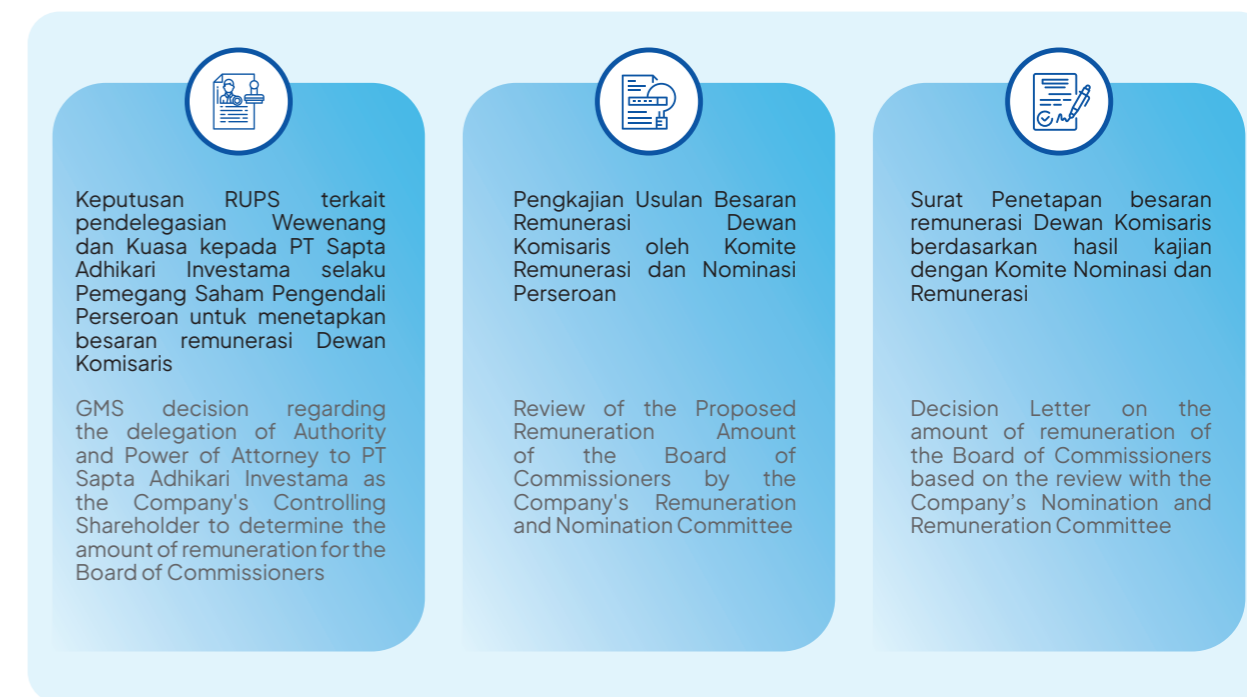 Keputusan RUPS terkait
pendelegasian Wewenang
dan Kuasa kepada PT Sapta
Adhikari Investama selaku
Pemegang Saham Pengendali
Perseroan untuk menetapkan
besaran remunerasi Dewan
Komisaris
GMS decision regarding
the delegation of Authority
and Power of Attorney to PT
Sapta Adhikari Investama as
the Company's Controlling
Shareholder to determine the
amount of remuneration for the
Board of Commissioners
Pengkajian Usulan Besaran
Remunerasi Dewan
Komisaris oleh Komite
Remunerasi dan Nominasi
Perseroan
Review of the Proposed
Remuneration Amount
of the Board of
Commissioners by the
Company's Remuneration
and Nomination Committee
Surat Penetapan besaran
remunerasi Dewan Komisaris
berdasarkan hasil kajian
dengan Komite Nominasi dan
Remunerasi
Decision Letter on the
amount of remuneration of
the Board of Commissioners
based on the review with the
Company’s Nomination and
Remuneration Committee